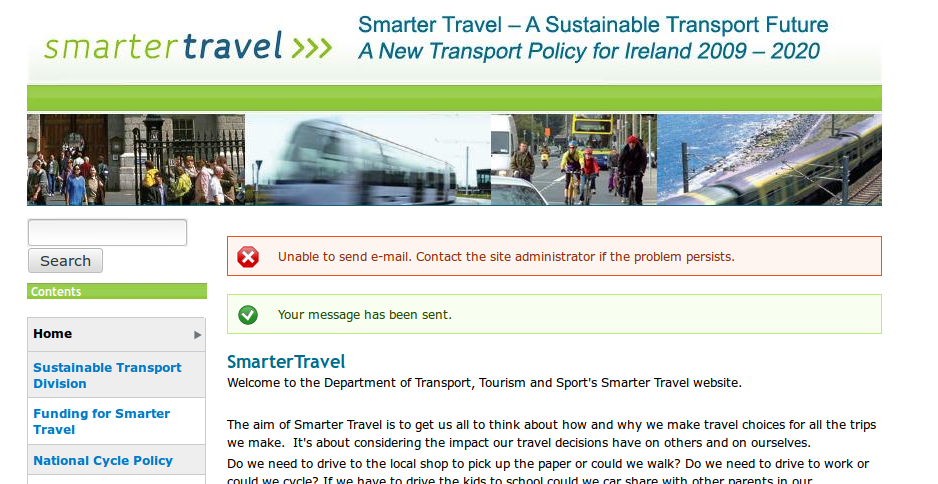 smartertravel
Smarter Travel – A Sustainable Transport Future
A New Transport Policy for Ireland 2009 – 2020
Search
Contents
Home
Sustainable Transport
Division
Funding for Smarter
Travel
National Cycle Policy
Unable to send e-mail. Contact the site administrator if the problem persists.
Your message has been sent.
SmarterTravel
Welcome to the Department of Transport, Tourism and Sport's Smarter Travel website.
The aim of Smarter Travel is to get us all to think about how and why we make travel choices for all the trips
we make.  It's about considering the impact our travel decisions have on others and on ourselves.
Do we need to drive to the local shop to pick up the paper or could we walk? Do we need to drive to work or
could we cycle? If we have to drive the kids to school could we car share with other parents in our